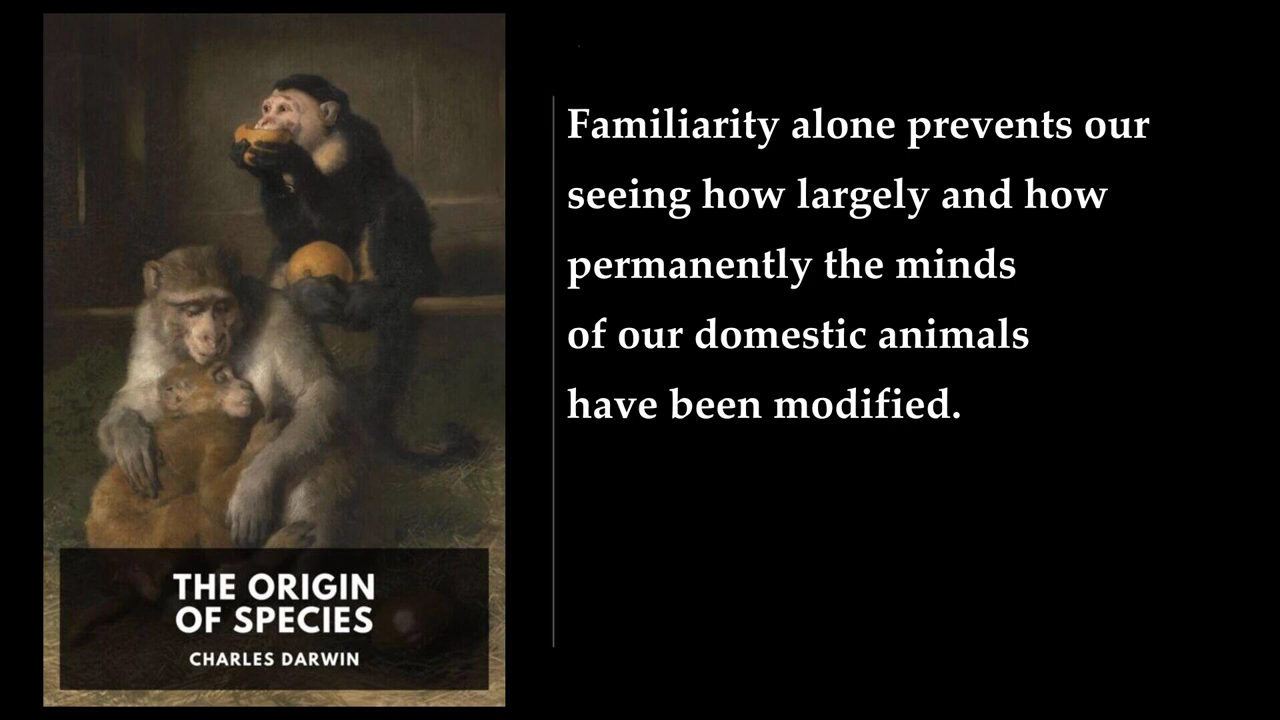 THE ORIGIN
OF SPECIES
CHARLES DARWIN
Familiarity alone prevents our
seeing how largely and how
permanently the minds
of our domestic animals
have been modified.